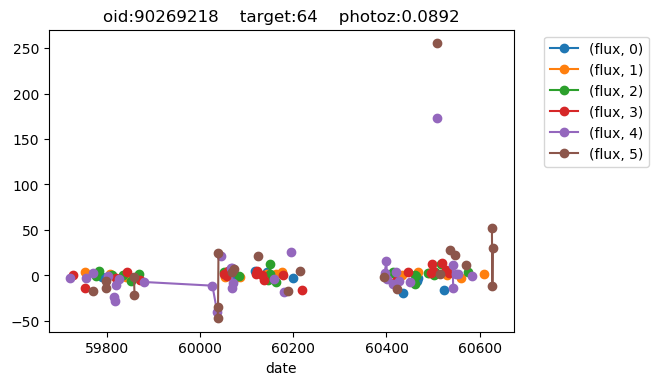 oid:90269218 target:64 photoz:0.0892
250
200
150
100
50
0
−50
59800 60000 60200 60400 60600
date
(flux, 0)
(flux, 1)
(flux, 2)
(flux, 3)
(flux, 4)
(flux, 5)